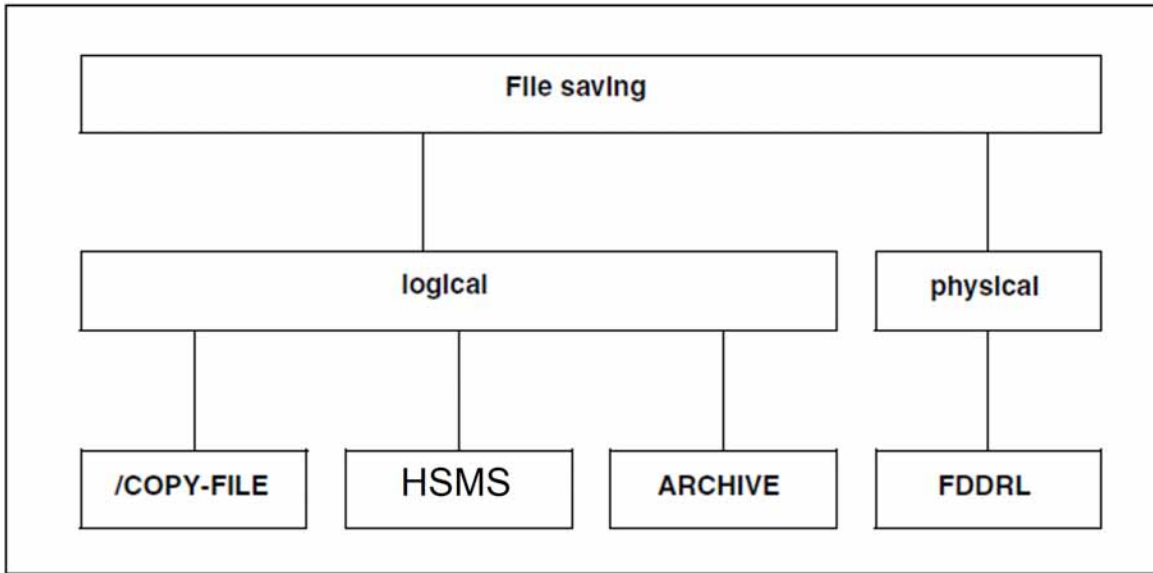 File saving
logical
physical
/COPY-FILE
HSMS
ARCHIVE
FDDRL